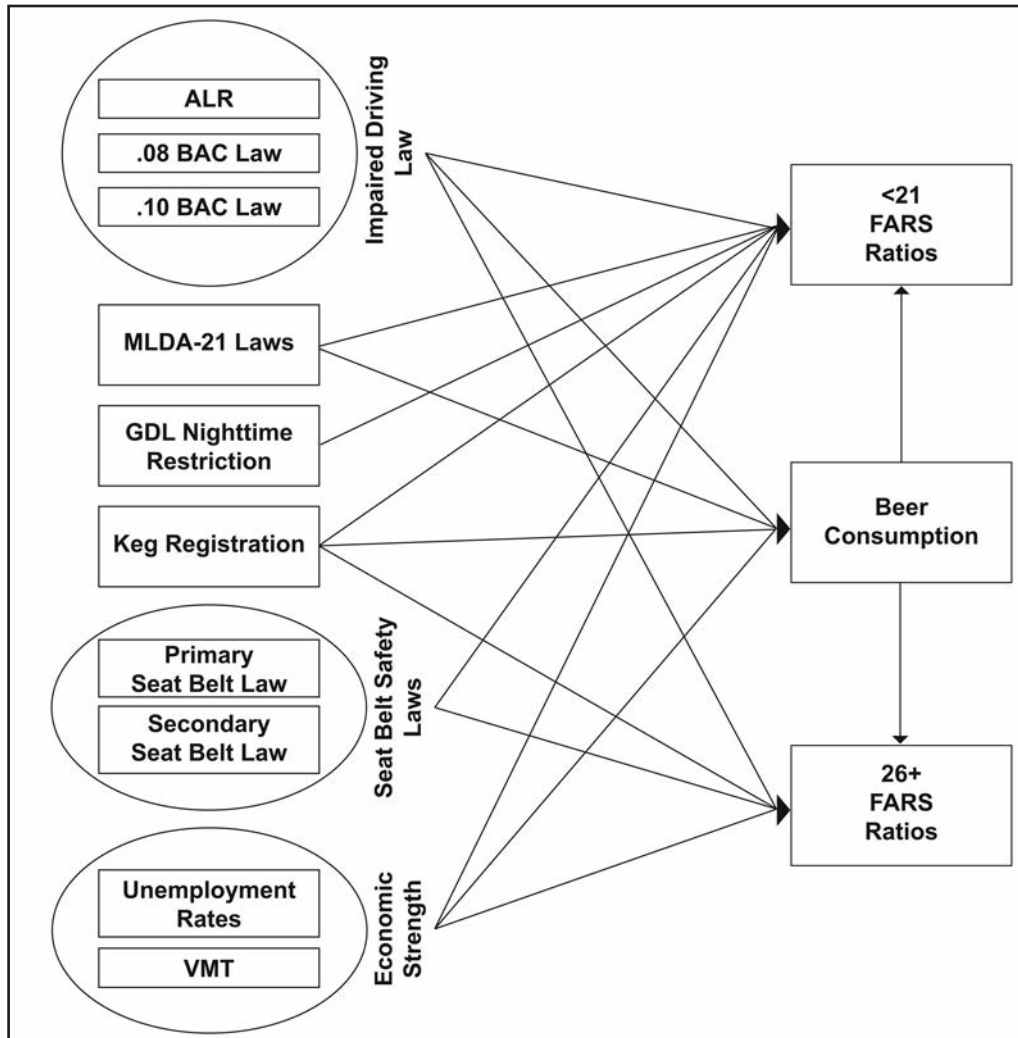 ALR
.08 BAC Law
.10 BAC Law
Impaired Driving
Law
MLDA-21 Laws
GDL Nighttime
Restriction
Keg Registration
Primary
Seat Belt Law
Secondary
Seat Belt Law
Seat Belt Safety
Laws
Unemployment
Rates
VMT
Economic
Strength
<21
FARS
Ratios
Beer
Consumption
26+
FARS
Ratios